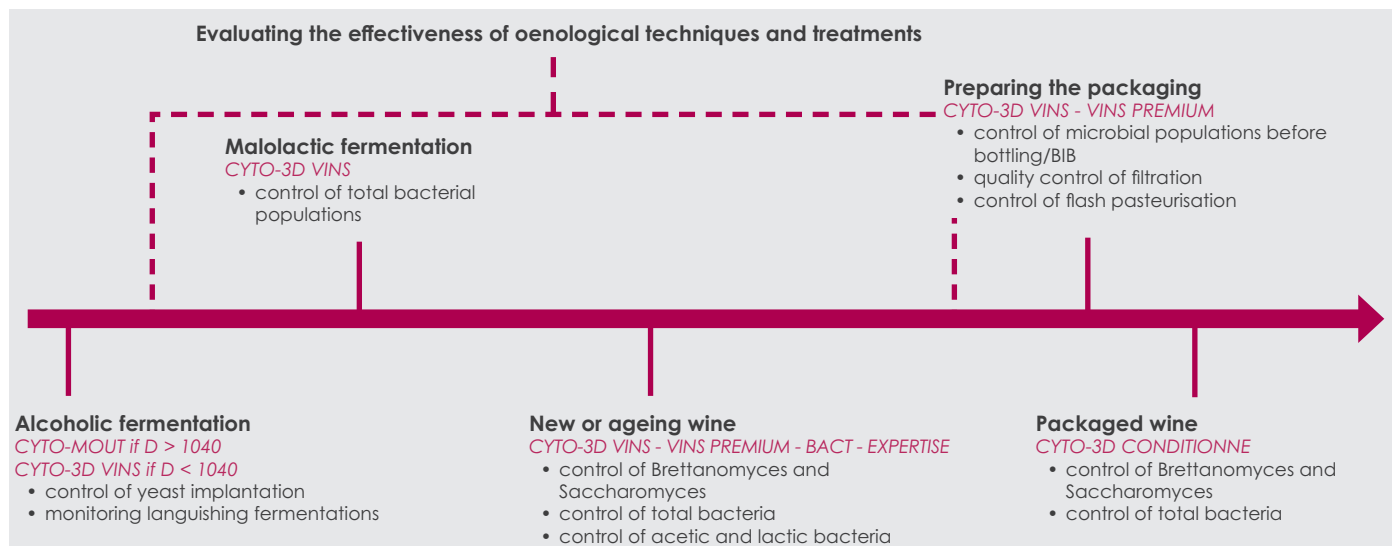 Evaluating the effectiveness of oenological techniques and treatments
Preparing the packaging
CYTO-3D VINS - VINS PREMIUM
• control of microbial populations before
bottling/BIB
• quality control of filtration
• control of flash pasteurisation
Malolactic fermentation
CYTO-3D VINS
• control of total bacterial
populations
Alcoholic fermentation
CYTO-MOUT if D > 1040
CYTO-3D VINS if D < 1040
• control of yeast implantation
• monitoring languishing fermentations
New or ageing wine
CYTO-3D VINS - VINS PREMIUM - BACT - EXPERTISE
• control of Brettanomyces and
Saccharomyces
• control of total bacteria
• control of acetic and lactic bacteria
Packaged wine
CYTO-3D CONDITIONNE
• control of Brettanomyces and
Saccharomyces
• control of total bacteria